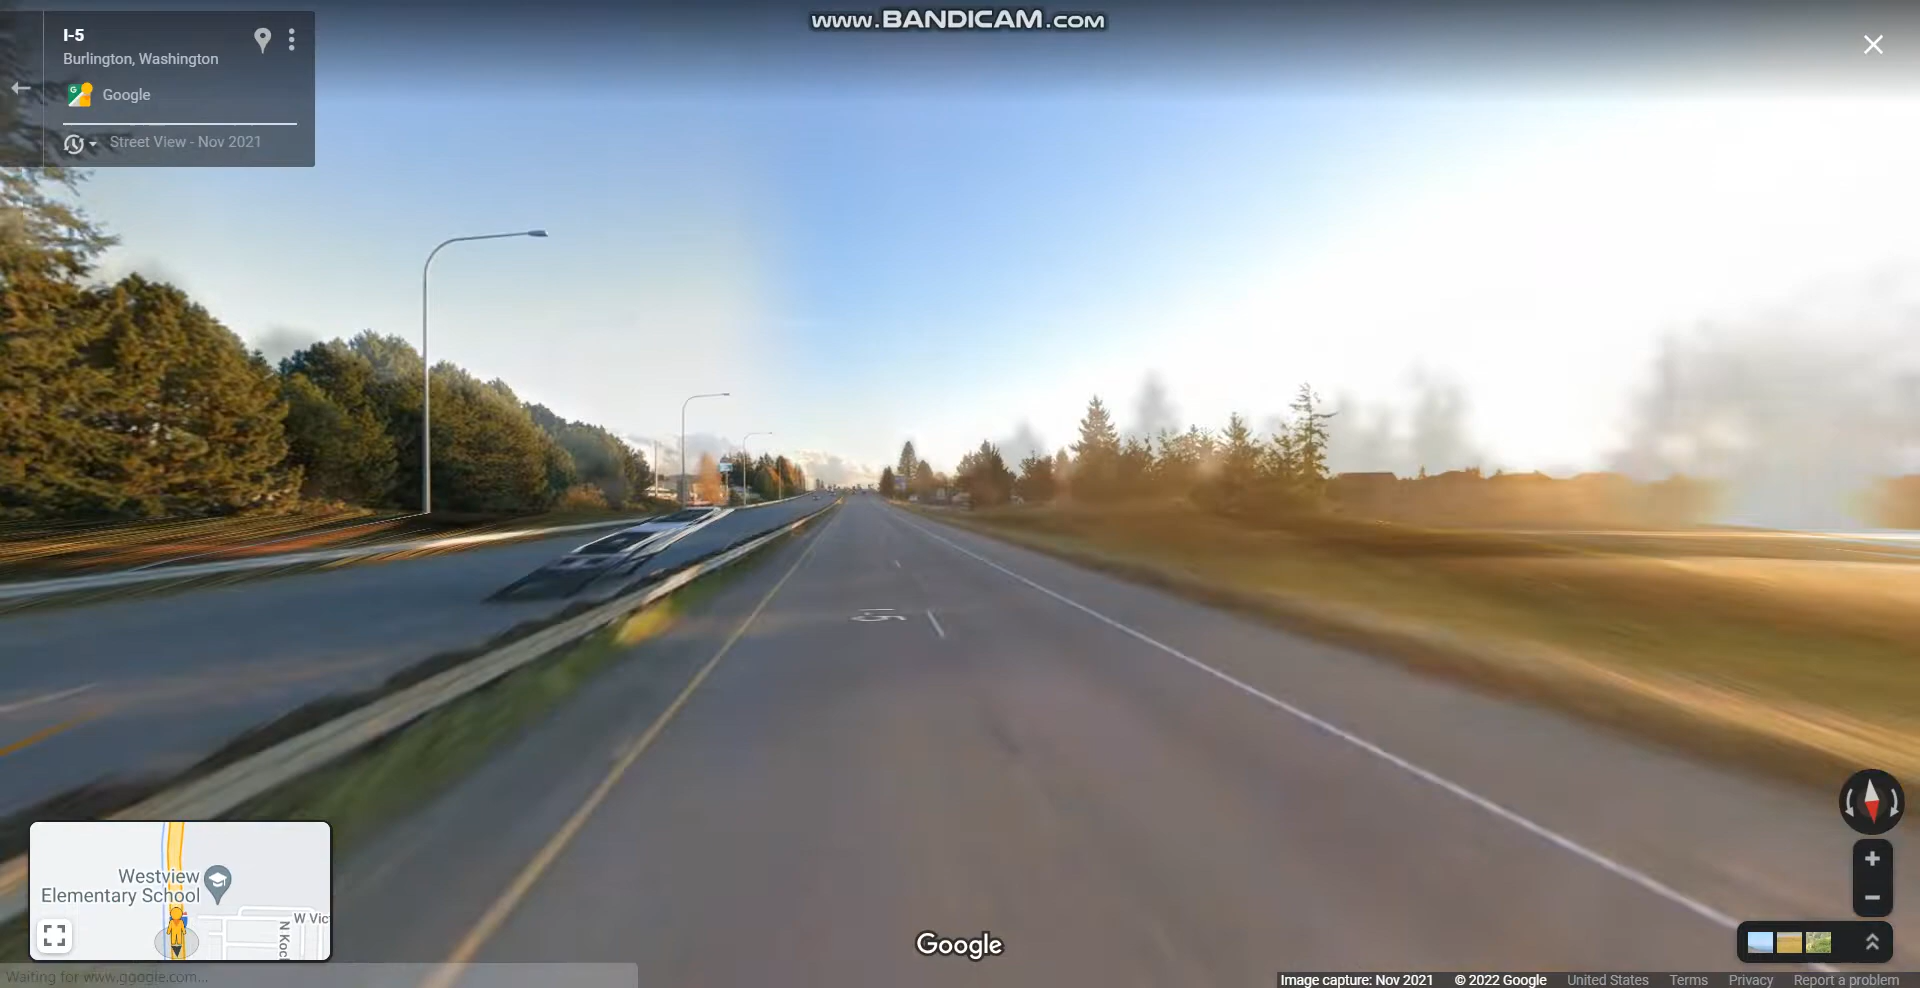 www.BANDICAM.com
I-5
Burlington, Washington
Google
Street View - Nov 2021
Westview
Elementary School
W Vic
N Koc
Google
Waiting for www.google.com...
Image capture: Nov 2021 © 2022 Google United States Terms Privacy Report a problem